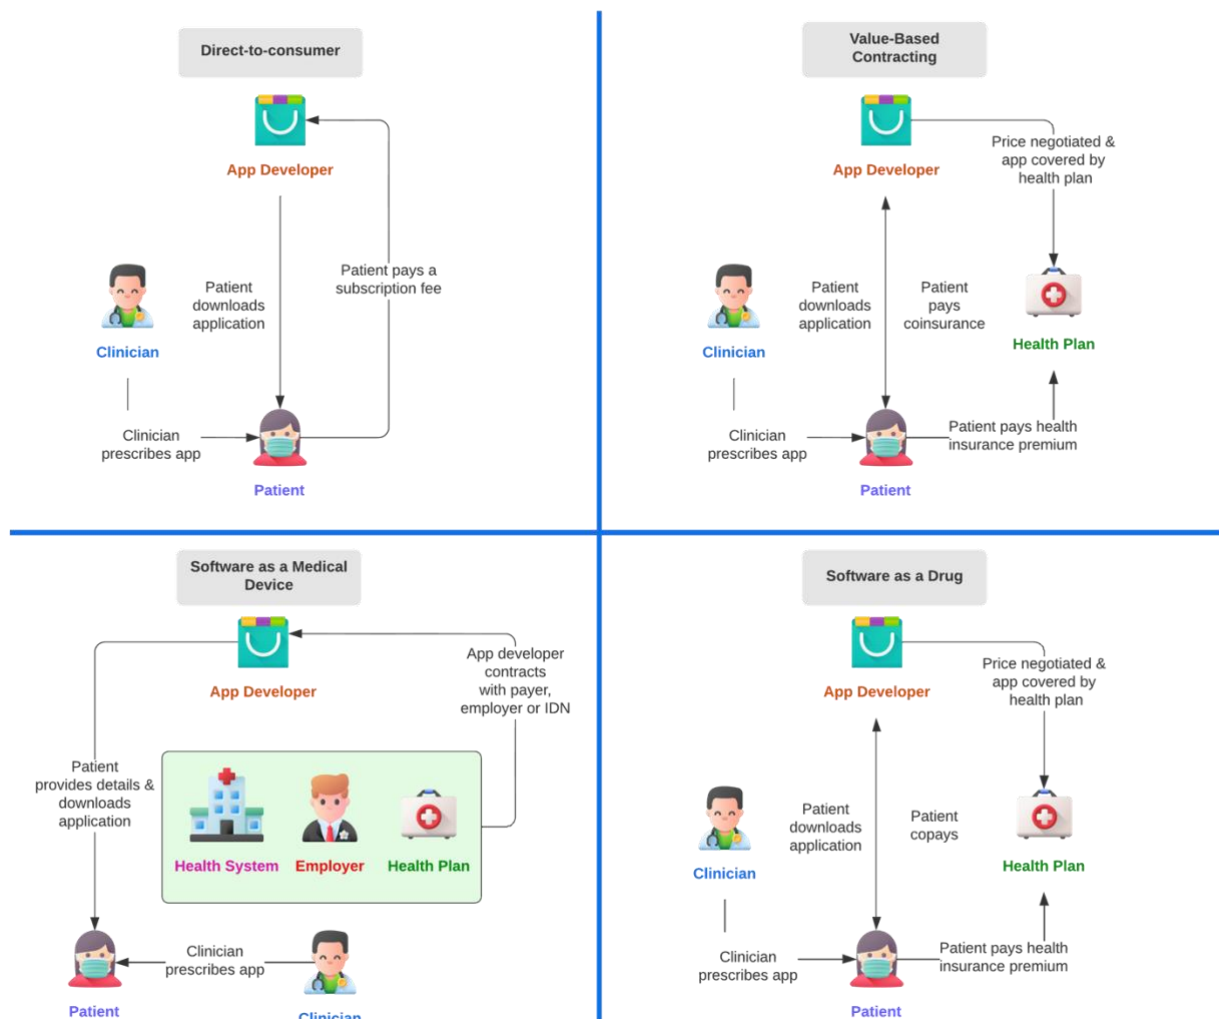 Direct-to-consumer
App Developer
Patient pays a
subscription fee
Patient
downloads
application
Clinician
Clinician
prescribes app
Patient
Value-Based
Contracting
App Developer
Price negotiated &
app covered by
health plan
Patient
downloads
application
Patient
pays
coinsurance
Clinician
Health Plan
Clinician
prescribes app
Patient pays health
insurance premium
Patient
Software as a Medical
Device
App Developer
App developer
contracts
with payer,
employer or IDN
Patient
provides details &
downloads
application
Health System
Employer
Health Plan
Clinician
prescribes app
Patient
Clinician
Software as a Drug
App Developer
Price negotiated &
app covered by
health plan
Patient
downloads
application
Patient
copays
Clinician
Health Plan
Clinician
prescribes app
Patient pays health
insurance premium
Patient